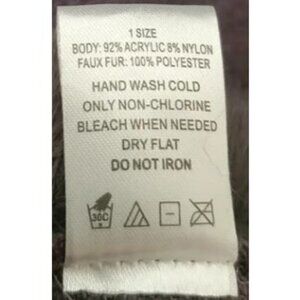 1 SIZE
BODY: 92% ACRYLIC 8% NYLON
FAUX FUR: 100% POLYESTER
HAND WASH COLD
ONLY NON-CHLORINE
BLEACH WHEN NEEDED
DRY FLAT
DO NOT IRON
30C